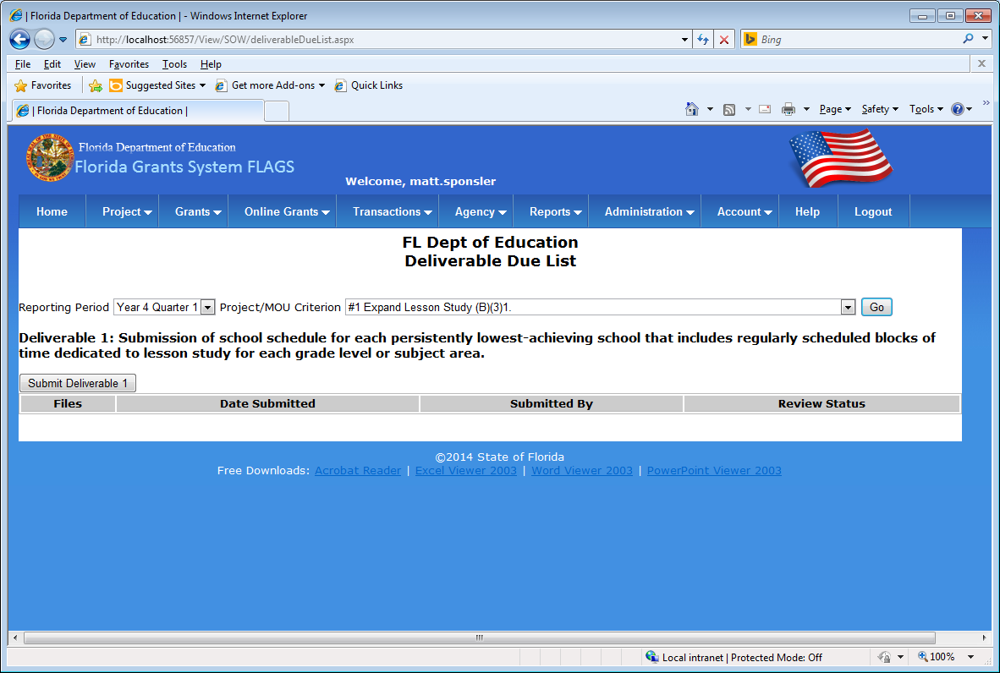 | Florida Department of Education | - Windows Internet Explorer
http://localhost:56857/View/SOW/deliverableDueList.aspx
Bing
File Edit View Favorites Tools Help
Favorites Suggested Sites Get more Add-ons Quick Links
| Florida Department of Education |
Page Safety Tools
Florida Department of Education
Florida Grants System FLAGS
Welcome, matt.sponsler
Home Project Grants Online Grants Transactions Agency Reports Administration Account Help Logout
FL Dept of Education
Deliverable Due List
Reporting Period Year 4 Quarter 1 Project/MOU Criterion #1 Expand Lesson Study (B)(3)1. Go
Deliverable 1: Submission of school schedule for each persistently lowest-achieving school that includes regularly scheduled blocks of
time dedicated to lesson study for each grade level or subject area.
Submit Deliverable 1
Files Date Submitted Submitted By Review Status
©2014 State of Florida
Free Downloads: Acrobat Reader | Excel Viewer 2003 | Word Viewer 2003 | PowerPoint Viewer 2003
Local intranet | Protected Mode: Off
100%